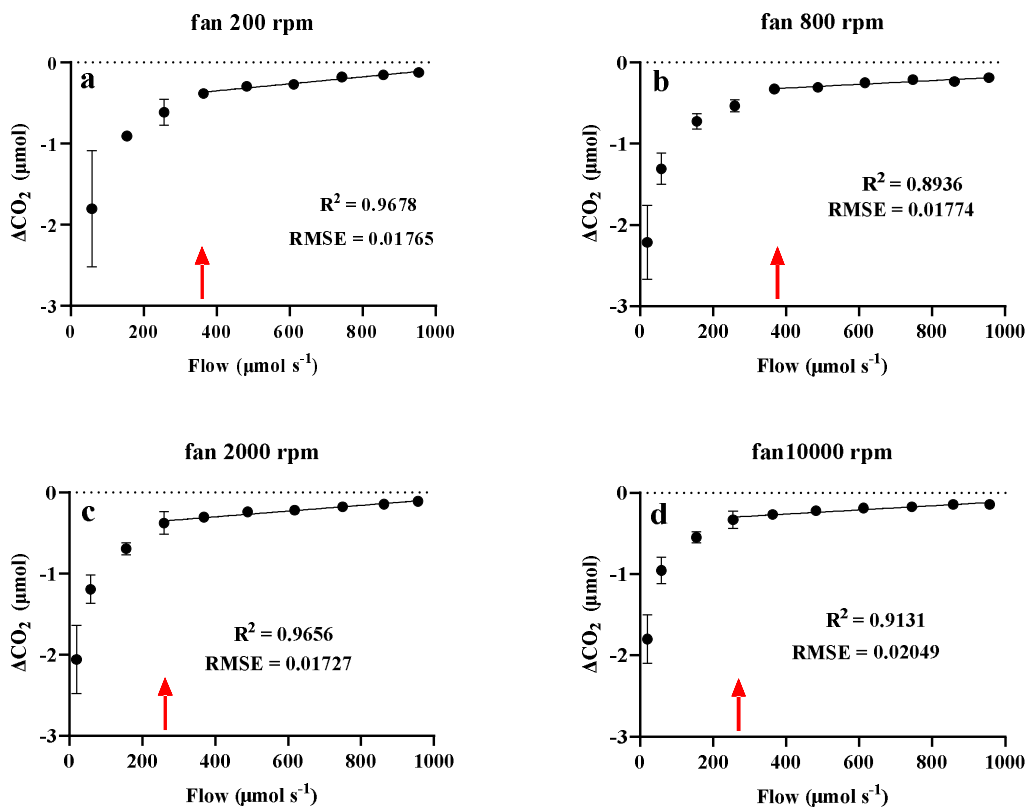 fan 200 rpm
a
0
-1
-2
-3
ΔCO₂ (μmol)
R² = 0.9678
RMSE = 0.01765
0 200 400 600 800 1000
Flow (μmol s⁻¹)
fan 800 rpm
b
0
-1
-2
-3
ΔCO₂ (μmol)
R² = 0.8936
RMSE = 0.01774
0 200 400 600 800 1000
Flow (μmol s⁻¹)
fan 2000 rpm
c
0
-1
-2
-3
ΔCO₂ (μmol)
R² = 0.9656
RMSE = 0.01727
0 200 400 600 800 1000
Flow (μmol s⁻¹)
fan10000 rpm
d
0
-1
-2
-3
ΔCO₂ (μmol)
R² = 0.9131
RMSE = 0.02049
0 200 400 600 800 1000
Flow (μmol s⁻¹)